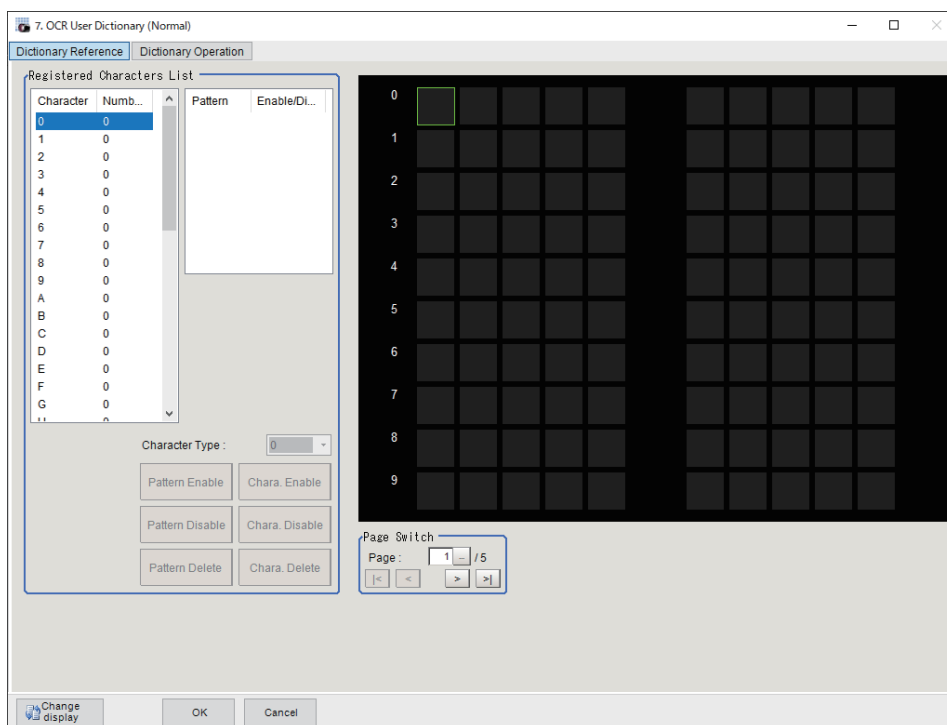 7. OCR User Dictionary (Normal)
Dictionary Reference Dictionary Operation
Registered Characters List
Character Numb... Pattern Enable/Di...
0 0
1 0
2 0
3 0
4 0
5 0
6 0
7 0
8 0
9 0
A 0
B 0
C 0
D 0
E 0
F 0
G 0
Character Type : 0
Pattern Enable Chara. Enable
Pattern Disable Chara. Disable
Pattern Delete Chara. Delete
0
1
2
3
4
5
6
7
8
9
Page Switch
Page : 1 ... / 5
|< < > >|
Change
display
OK Cancel